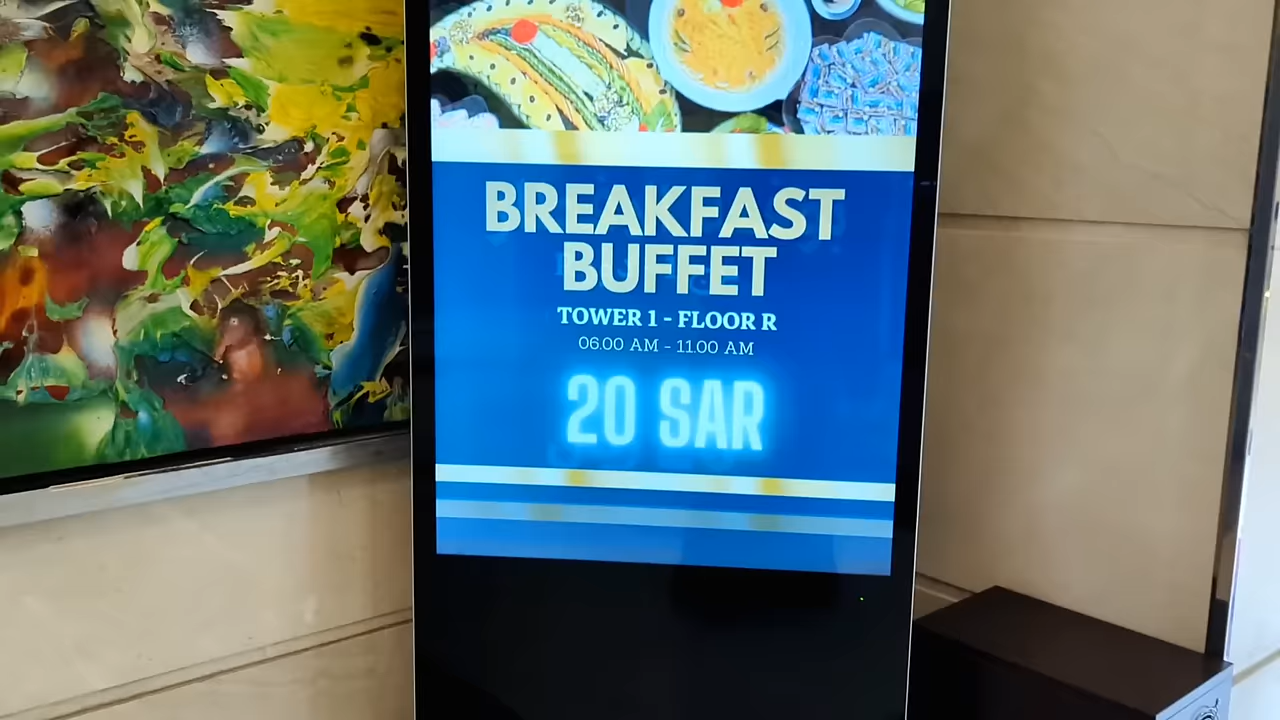 BREAKFAST
BUFFET
TOWER 1 - FLOOR R
06.00 AM - 11.00 AM
20 SAR